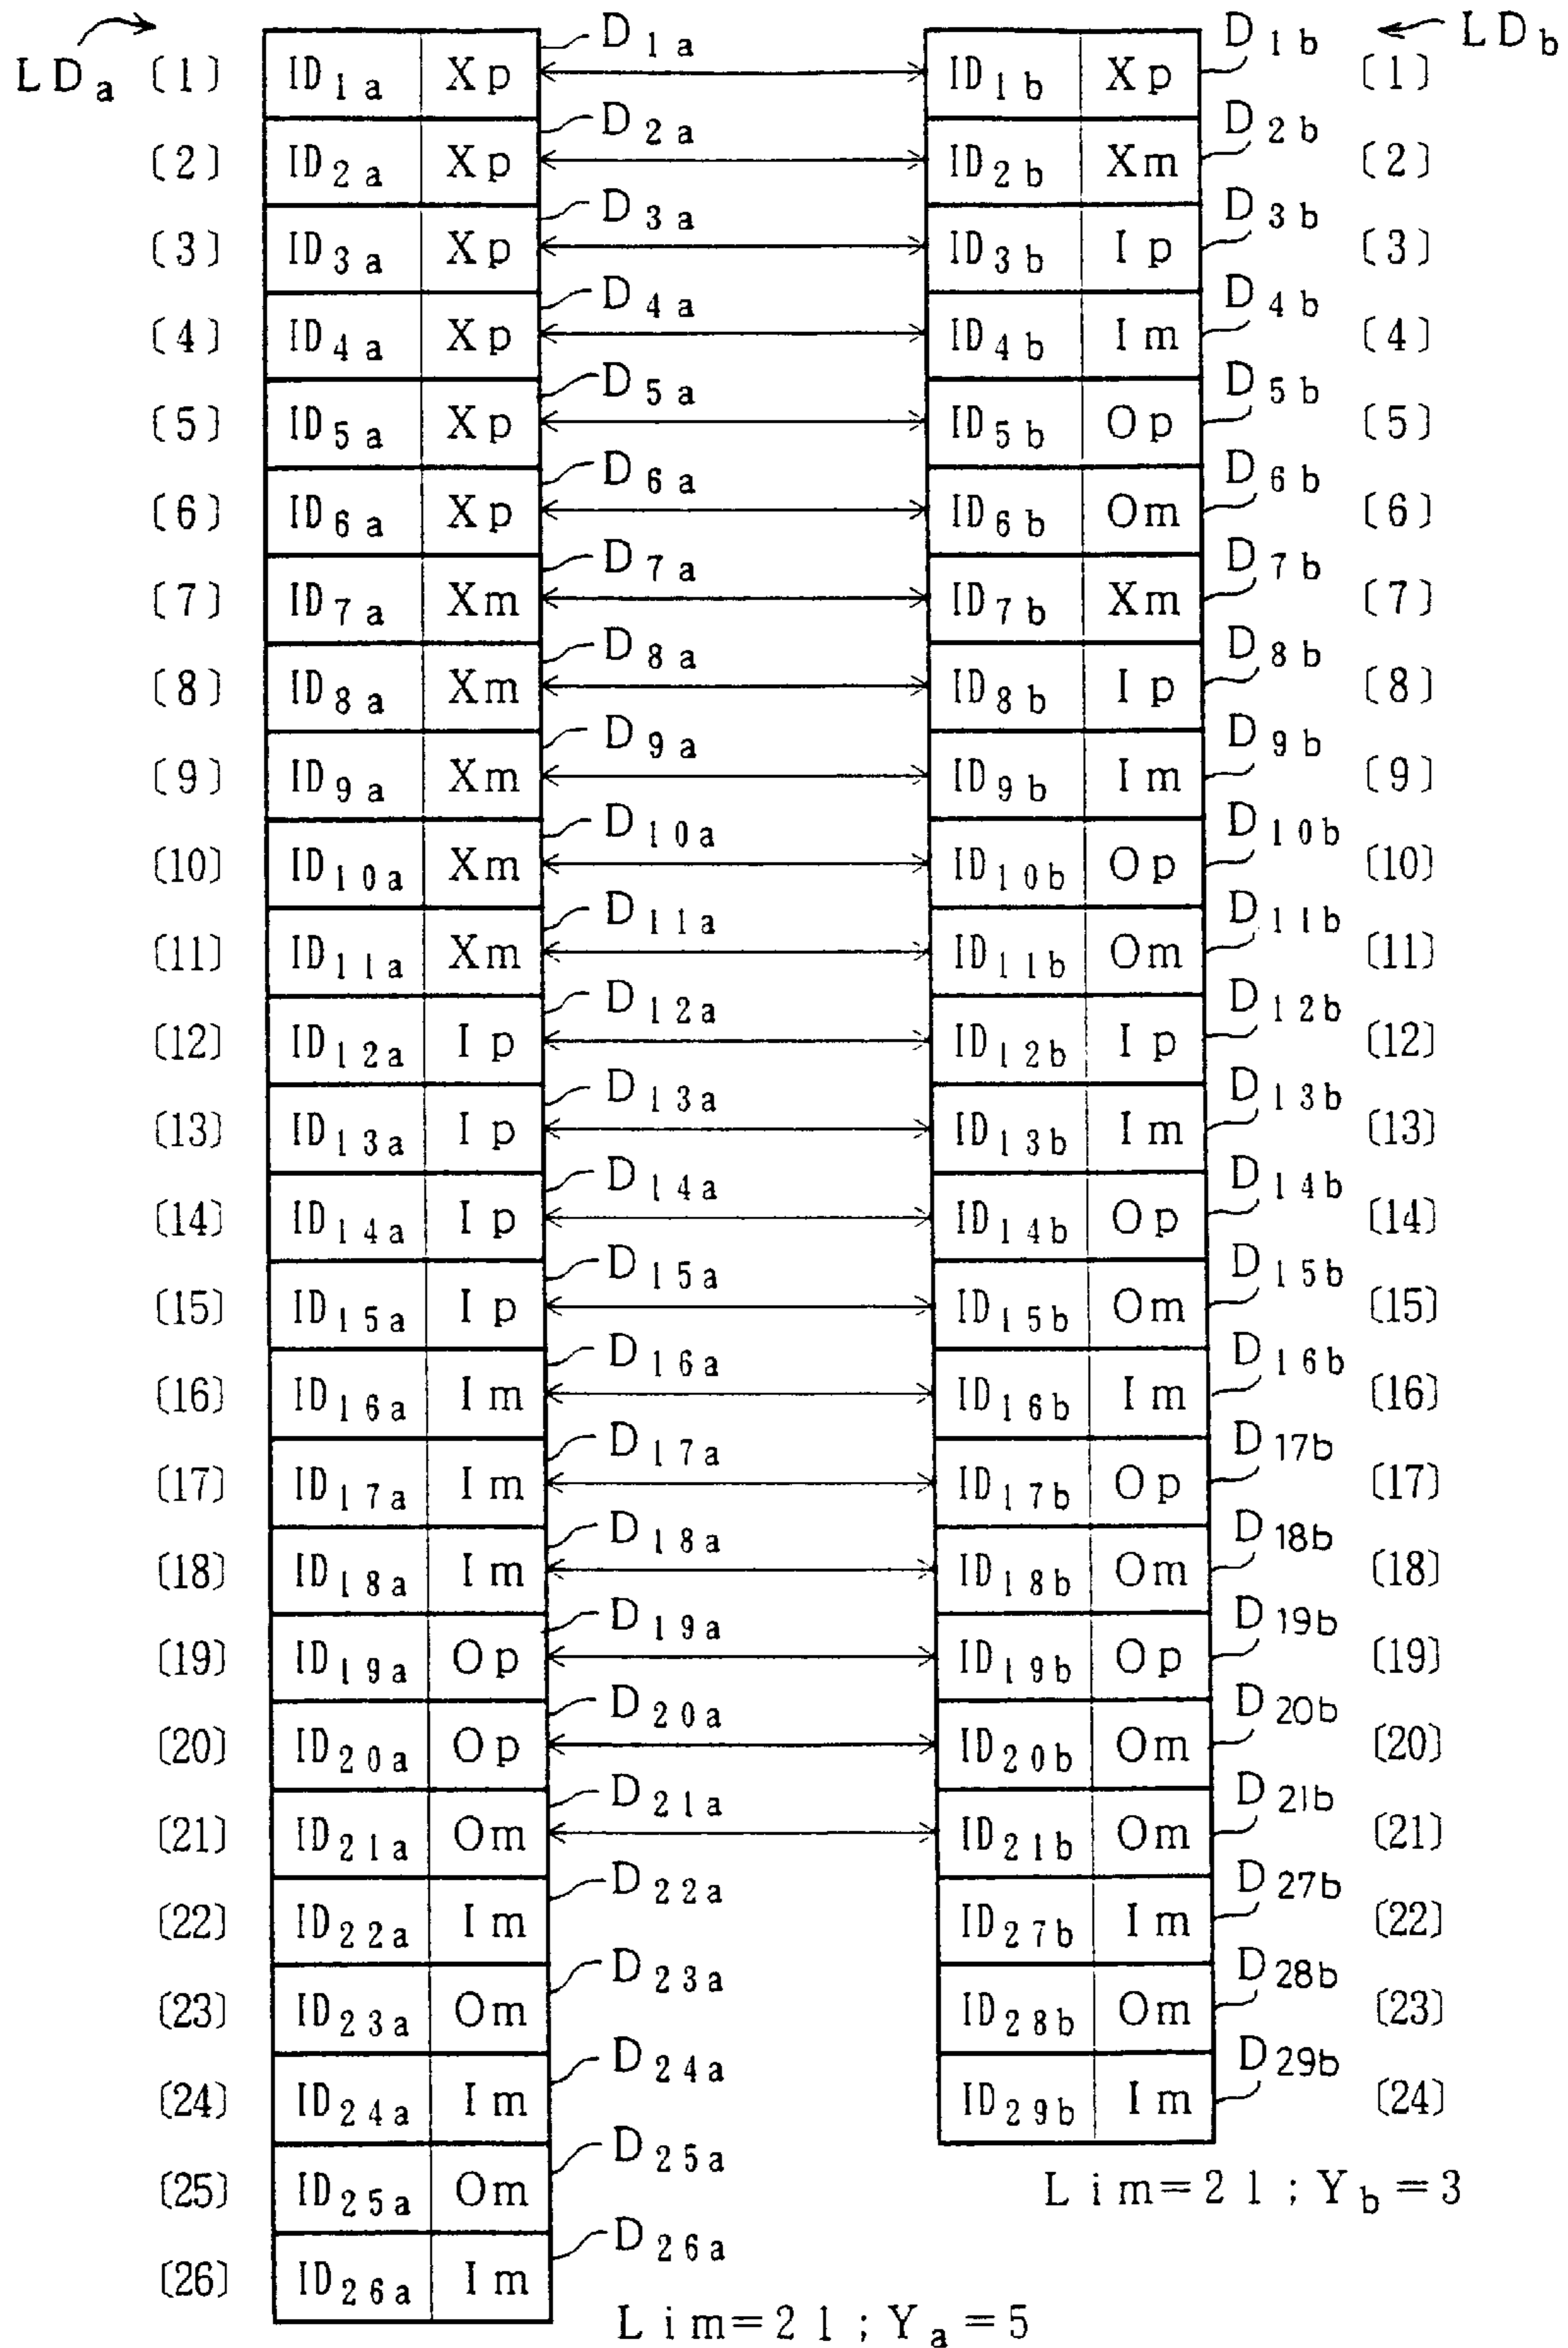 LDₐ → ← LD_b
[1] ID₁ₐ Xp D₁ₐ ID₁b Xp D₁b [1]
[2] ID₂ₐ Xp D₂ₐ ID₂b Xm D₂b [2]
[3] ID₃ₐ Xp D₃ₐ ID₃b Ip D₃b [3]
[4] ID₄ₐ Xp D₄ₐ ID₄b Im D₄b [4]
[5] ID₅ₐ Xp D₅ₐ ID₅b Op D₅b [5]
[6] ID₆ₐ Xp D₆ₐ ID₆b Om D₆b [6]
[7] ID₇ₐ Xm D₇ₐ ID₇b Xm D₇b [7]
[8] ID₈ₐ Xm D₈ₐ ID₈b Ip D₈b [8]
[9] ID₉ₐ Xm D₉ₐ ID₉b Im D₉b [9]
[10] ID₁₀ₐ Xm D₁₀ₐ ID₁₀b Op D₁₀b [10]
[11] ID₁₁ₐ Xm D₁₁ₐ ID₁₁b Om D₁₁b [11]
[12] ID₁₂ₐ Ip D₁₂ₐ ID₁₂b Ip D₁₂b [12]
[13] ID₁₃ₐ Ip D₁₃ₐ ID₁₃b Im D₁₃b [13]
[14] ID₁₄ₐ Ip D₁₄ₐ ID₁₄b Op D₁₄b [14]
[15] ID₁₅ₐ Ip D₁₅ₐ ID₁₅b Om D₁₅b [15]
[16] ID₁₆ₐ Im D₁₆ₐ ID₁₆b Im D₁₆b [16]
[17] ID₁₇ₐ Im D₁₇ₐ ID₁₇b Op D₁₇b [17]
[18] ID₁₈ₐ Im D₁₈ₐ ID₁₈b Om D₁₈b [18]
[19] ID₁₉ₐ Op D₁₉ₐ ID₁₉b Op D₁₉b [19]
[20] ID₂₀ₐ Op D₂₀ₐ ID₂₀b Om D₂₀b [20]
[21] ID₂₁ₐ Om D₂₁ₐ ID₂₁b Om D₂₁b [21]
[22] ID₂₂ₐ Im D₂₂ₐ ID₂₇b Im D₂₇b [22]
[23] ID₂₃ₐ Om D₂₃ₐ ID₂₈b Om D₂₈b [23]
[24] ID₂₄ₐ Im D₂₄ₐ ID₂₉b Im D₂₉b [24]
[25] ID₂₅ₐ Om D₂₅ₐ
Lim=21;Y_b=3
[26] ID₂₆ₐ Im D₂₆ₐ
Lim=21;Yₐ=5